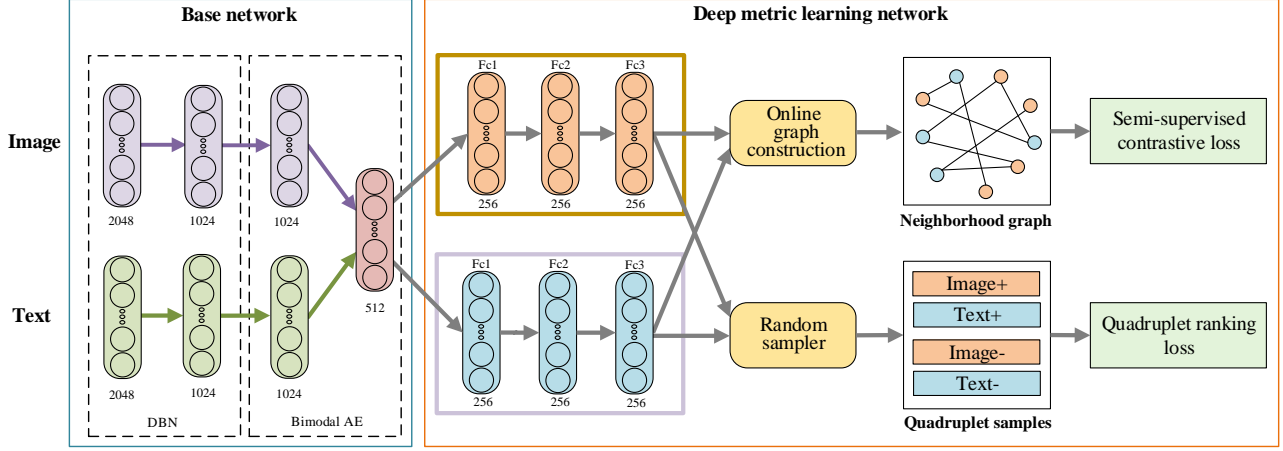 Base network
Deep metric learning network
Image
Text
2048
1024
1024
2048
1024
1024
DBN
Bimodal AE
512
Fc1
Fc2
Fc3
256
256
256
Fc1
Fc2
Fc3
256
256
256
Online
graph
construction
Random
sampler
Neighborhood graph
Image+
Text+
Image-
Text-
Quadruplet samples
Semi-supervised
contrastive loss
Quadruplet ranking
loss